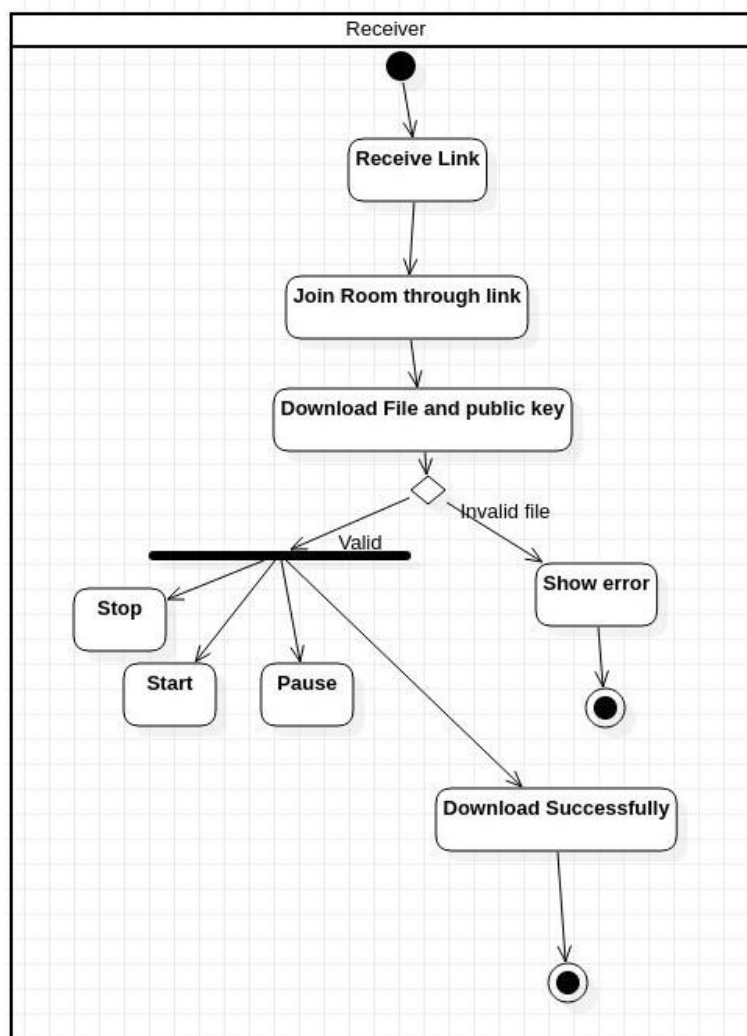 Receiver
Receive Link
Join Room through link
Download File and public key
Invalid file
Valid
Show error
Stop
Start
Pause
Download Successfully